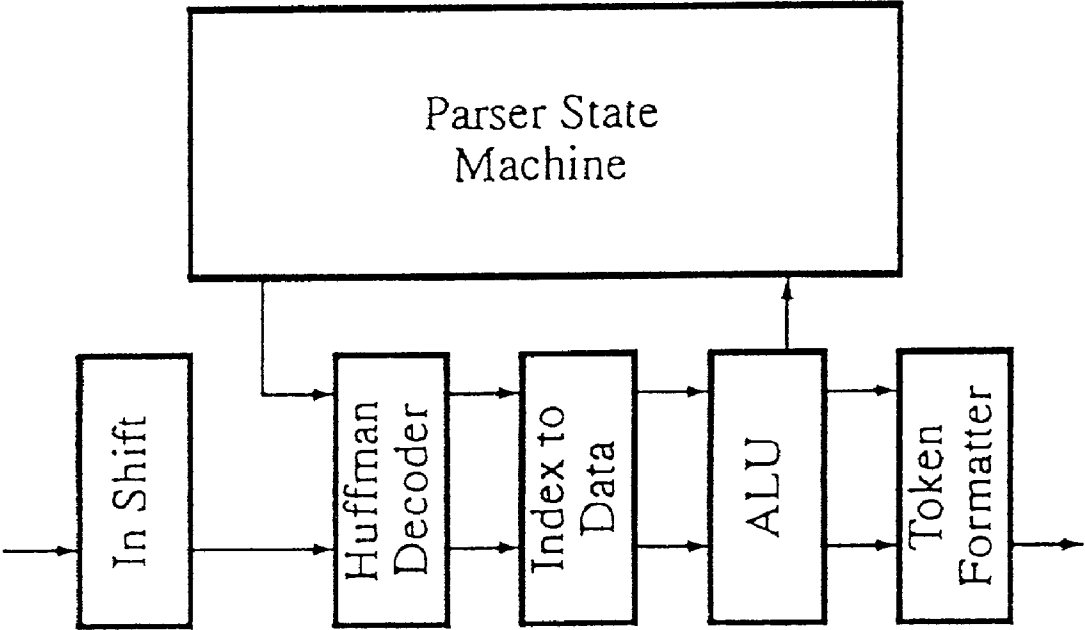 Parser State
Machine
In Shift
Huffman
Decoder
Index to
Data
ALU
Token
Formatter